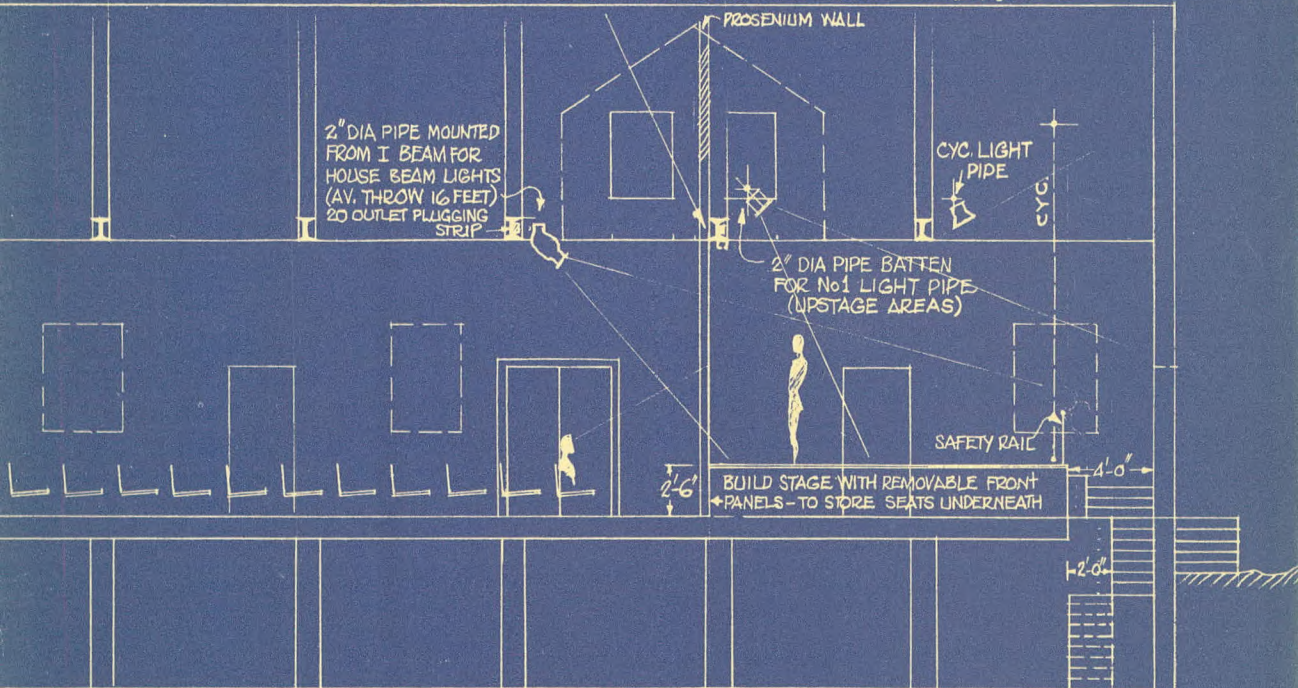 PROSENIUM WALL
2" DIA PIPE MOUNTED
FROM I BEAM FOR
HOUSE BEAM LIGHTS
(AV. THROW 16 FEET)
20 OUTLET PLUGGING
STRIP
CYC. LIGHT
PIPE
CYC.
2" DIA PIPE BATTEN
FOR No1 LIGHT PIPE
(UPSTAGE AREAS)
SAFETY RAIL
4'-0"
2'-6"
BUILD STAGE WITH REMOVABLE FRONT
PANELS - TO STORE SEATS UNDERNEATH
2'-0"